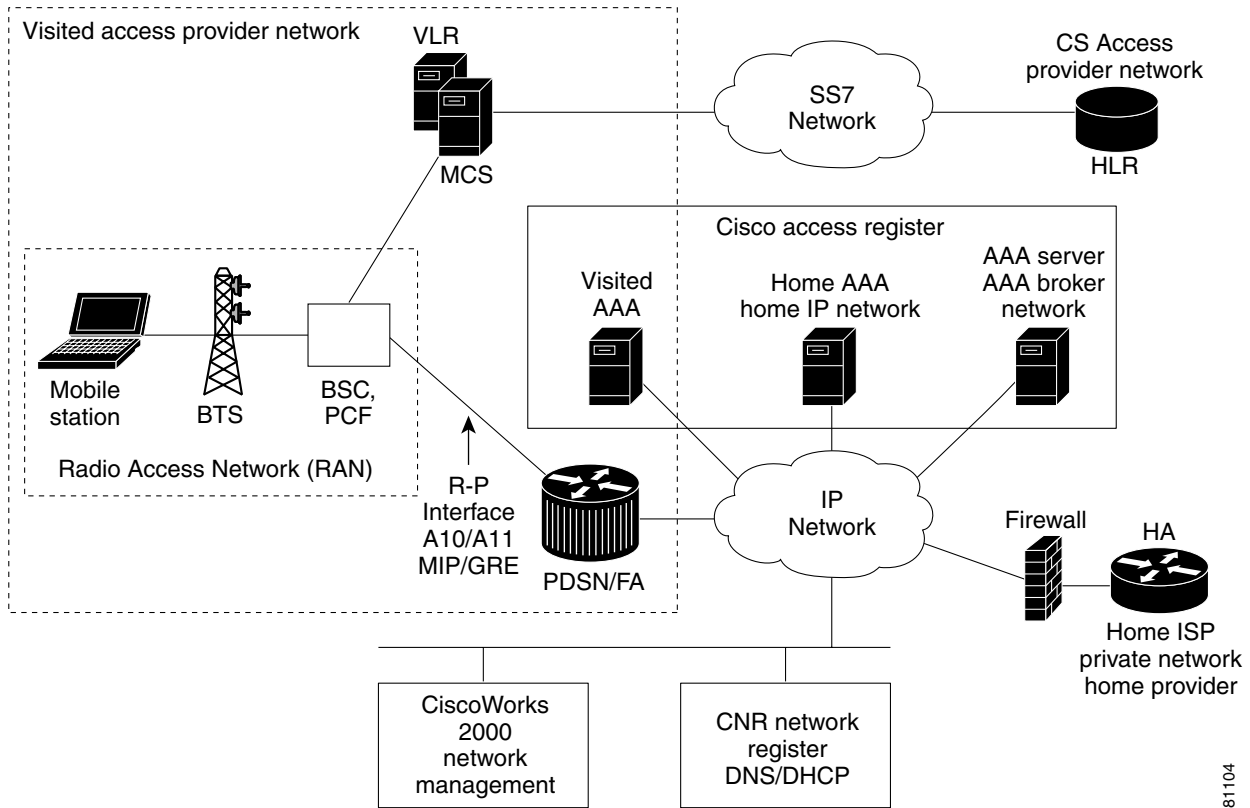 Visited access provider network
VLR
MCS
SS7
Network
CS Access
provider network
HLR
Cisco access register
Visited
AAA
Home AAA
home IP network
AAA server
AAA broker
network
Mobile
station
BTS
BSC,
PCF
Radio Access Network (RAN)
R-P
Interface
A10/A11
MIP/GRE
PDSN/FA
IP
Network
Firewall
HA
Home ISP
private network
home provider
CiscoWorks
2000
network
management
CNR network
register
DNS/DHCP
81104